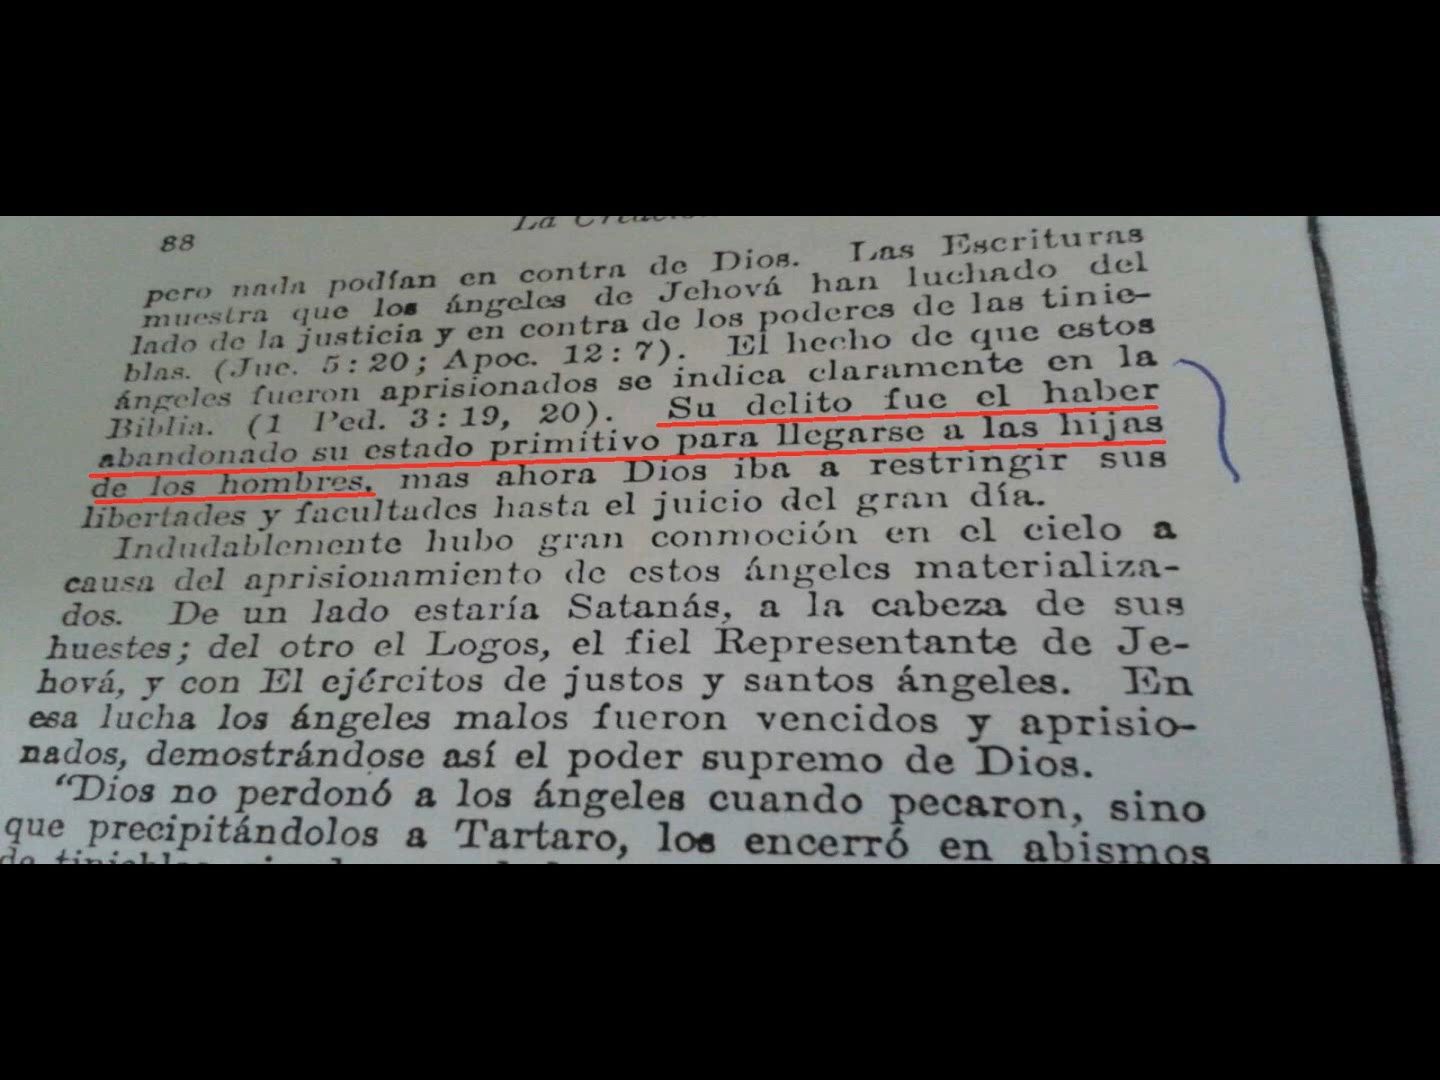 88
La Creación
pero nada podían en contra de Dios. Las Escrituras
muestra que los ángeles de Jehová han luchado del
lado de la justicia y en contra de los poderes de las tinie-
blas. (Jue. 5:20; Apoc. 12:7). El hecho de que estos
ángeles fueron aprisionados se indica claramente en la
Biblia. (1 Ped. 3:19, 20). Su delito fue el haber
abandonado su estado primitivo para llegarse a las hijas
de los hombres, mas ahora Dios iba a restringir sus
libertades y facultades hasta el juicio del gran día.
Indudablemente hubo gran conmoción en el cielo a
causa del aprisionamiento de estos ángeles materializa-
dos. De un lado estaría Satanás, a la cabeza de sus
huestes; del otro el Logos, el fiel Representante de Je-
hová, y con El ejércitos de justos y santos ángeles. En
esa lucha los ángeles malos fueron vencidos y aprisio-
nados, demostrándose así el poder supremo de Dios.
"Dios no perdonó a los ángeles cuando pecaron, sino
que precipitándolos a Tartaro, los encerró en abismos
de tinieblas